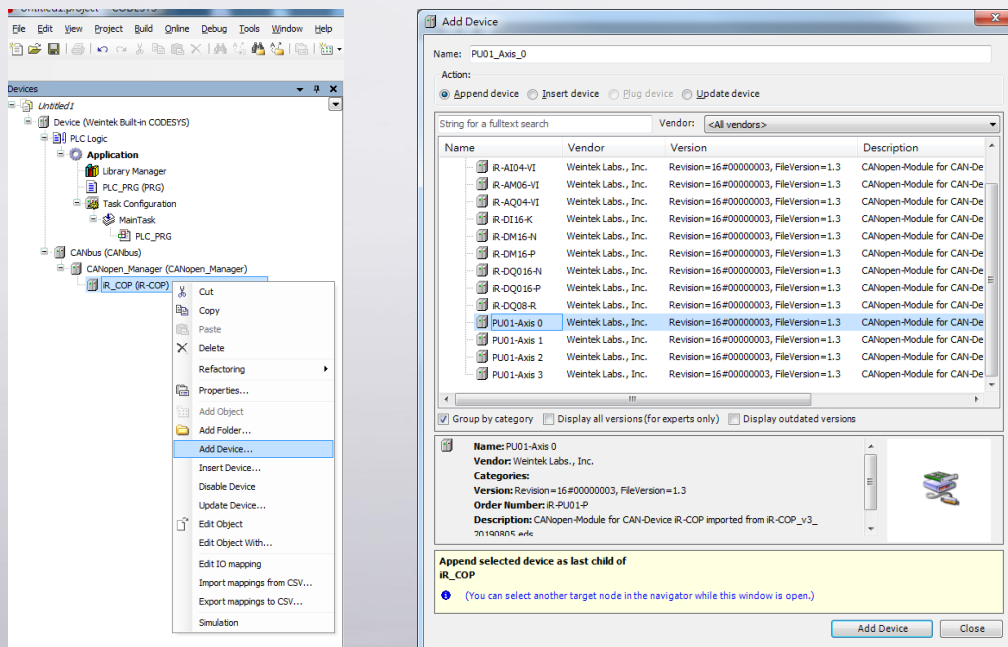 Untitled1.project - CODESYS
File Edit View Project Build Online Debug Tools Window Help
Devices
Untitled1
Device (Weintek Built-in CODESYS)
PLC Logic
Application
Library Manager
PLC_PRG (PRG)
Task Configuration
MainTask
PLC_PRG
CANbus (CANbus)
CANopen_Manager (CANopen_Manager)
iR_COP (iR-COP)
Cut
Copy
Paste
Delete
Refactoring
Properties...
Add Object
Add Folder...
Add Device...
Insert Device...
Disable Device
Update Device...
Edit Object
Edit Object With...
Edit IO mapping
Import mappings from CSV...
Export mappings to CSV...
Simulation
Add Device
Name: PU01_Axis_0
Action:
Append device Insert device Plug device Update device
String for a fulltext search Vendor: <All vendors>
Name Vendor Version Description
iR-AI04-VI Weintek Labs., Inc. Revision=16#00000003, FileVersion=1.3 CANopen-Module for CAN-De
iR-AM06-VI Weintek Labs., Inc. Revision=16#00000003, FileVersion=1.3 CANopen-Module for CAN-De
iR-AQ04-VI Weintek Labs., Inc. Revision=16#00000003, FileVersion=1.3 CANopen-Module for CAN-De
iR-DI16-K Weintek Labs., Inc. Revision=16#00000003, FileVersion=1.3 CANopen-Module for CAN-De
iR-DM16-N Weintek Labs., Inc. Revision=16#00000003, FileVersion=1.3 CANopen-Module for CAN-De
iR-DM16-P Weintek Labs., Inc. Revision=16#00000003, FileVersion=1.3 CANopen-Module for CAN-De
iR-DQ016-N Weintek Labs., Inc. Revision=16#00000003, FileVersion=1.3 CANopen-Module for CAN-De
iR-DQ016-P Weintek Labs., Inc. Revision=16#00000003, FileVersion=1.3 CANopen-Module for CAN-De
iR-DQ08-R Weintek Labs., Inc. Revision=16#00000003, FileVersion=1.3 CANopen-Module for CAN-De
PU01-Axis 0 Weintek Labs., Inc. Revision=16#00000003, FileVersion=1.3 CANopen-Module for CAN-De
PU01-Axis 1 Weintek Labs., Inc. Revision=16#00000003, FileVersion=1.3 CANopen-Module for CAN-De
PU01-Axis 2 Weintek Labs., Inc. Revision=16#00000003, FileVersion=1.3 CANopen-Module for CAN-De
PU01-Axis 3 Weintek Labs., Inc. Revision=16#00000003, FileVersion=1.3 CANopen-Module for CAN-De
Group by category Display all versions (for experts only) Display outdated versions
Name: PU01-Axis 0
Vendor: Weintek Labs., Inc.
Categories:
Version: Revision=16#00000003, FileVersion=1.3
Order Number: iR-PU01-P
Description: CANopen-Module for CAN-Device iR-COP imported from iR-COP_v3_
20190805.eds
Append selected device as last child of
iR_COP
(You can select another target node in the navigator while this window is open.)
Add Device Close